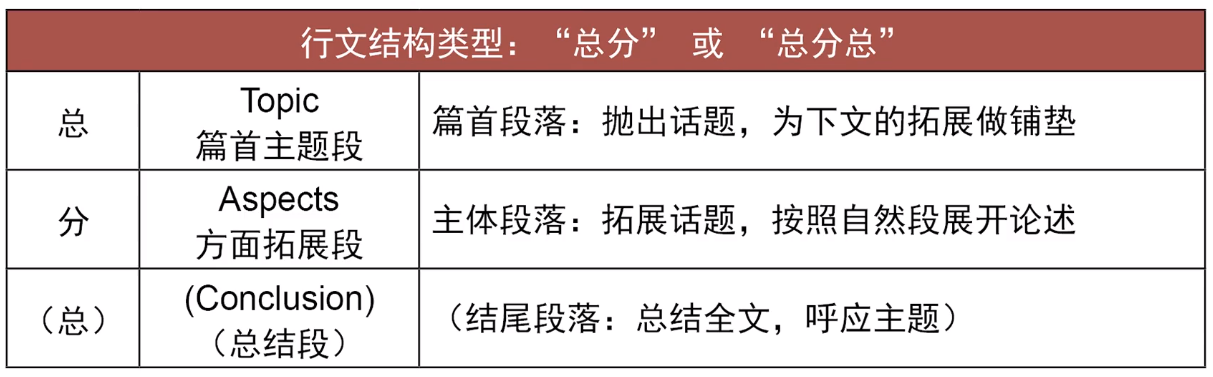 行文结构类型：“总分” 或 “总分总”
总
Topic
篇首主题段
篇首段落：抛出话题，为下文的拓展做铺垫
分
Aspects
方面拓展段
主体段落：拓展话题，按照自然段展开论述
（总）
(Conclusion)
（总结段）
（结尾段落：总结全文，呼应主题）